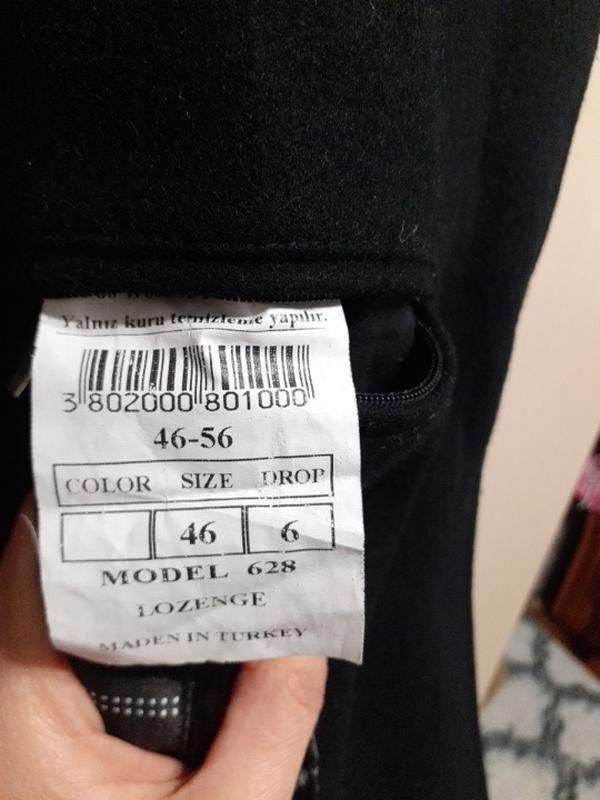 Yalnız kuru temizleme yapılır.
3 802000 801000
46-56
COLOR SIZE DROP
46 6
MODEL 628
LOZENGE
MADEN IN TURKEY